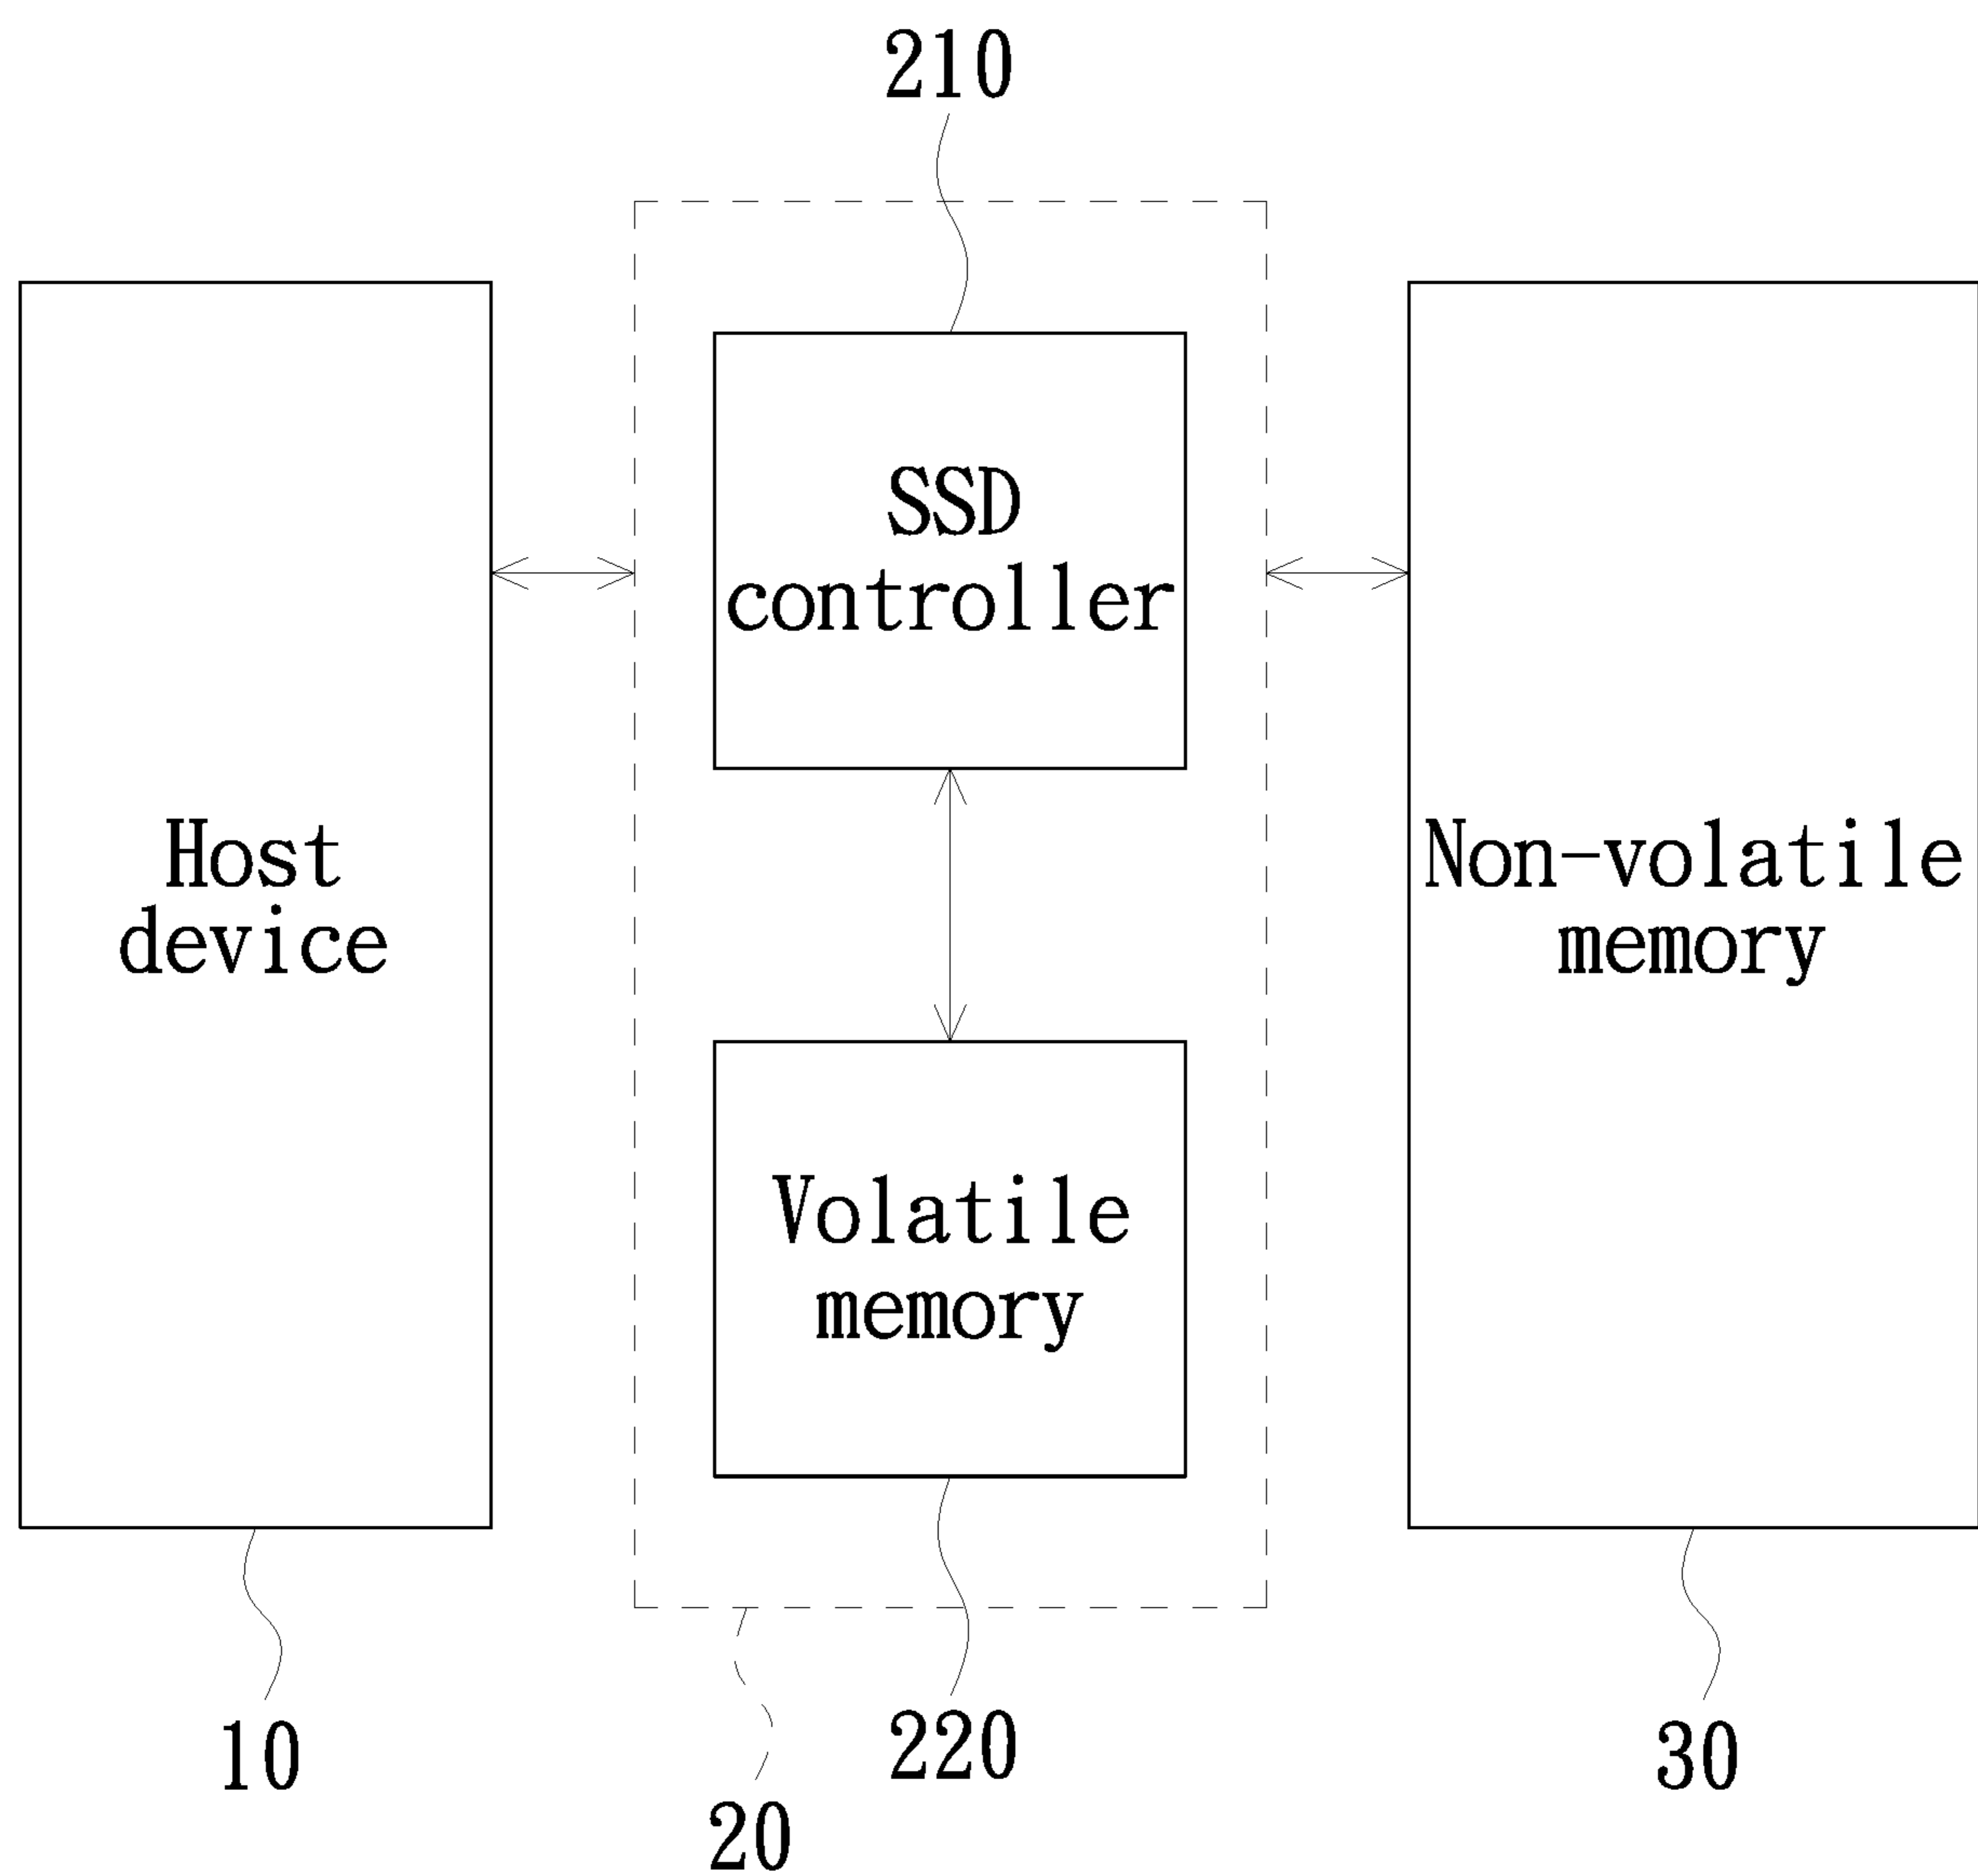 210
SSD
controller
Host
device
Non-volatile
memory
Volatile
memory
10
220
30
20